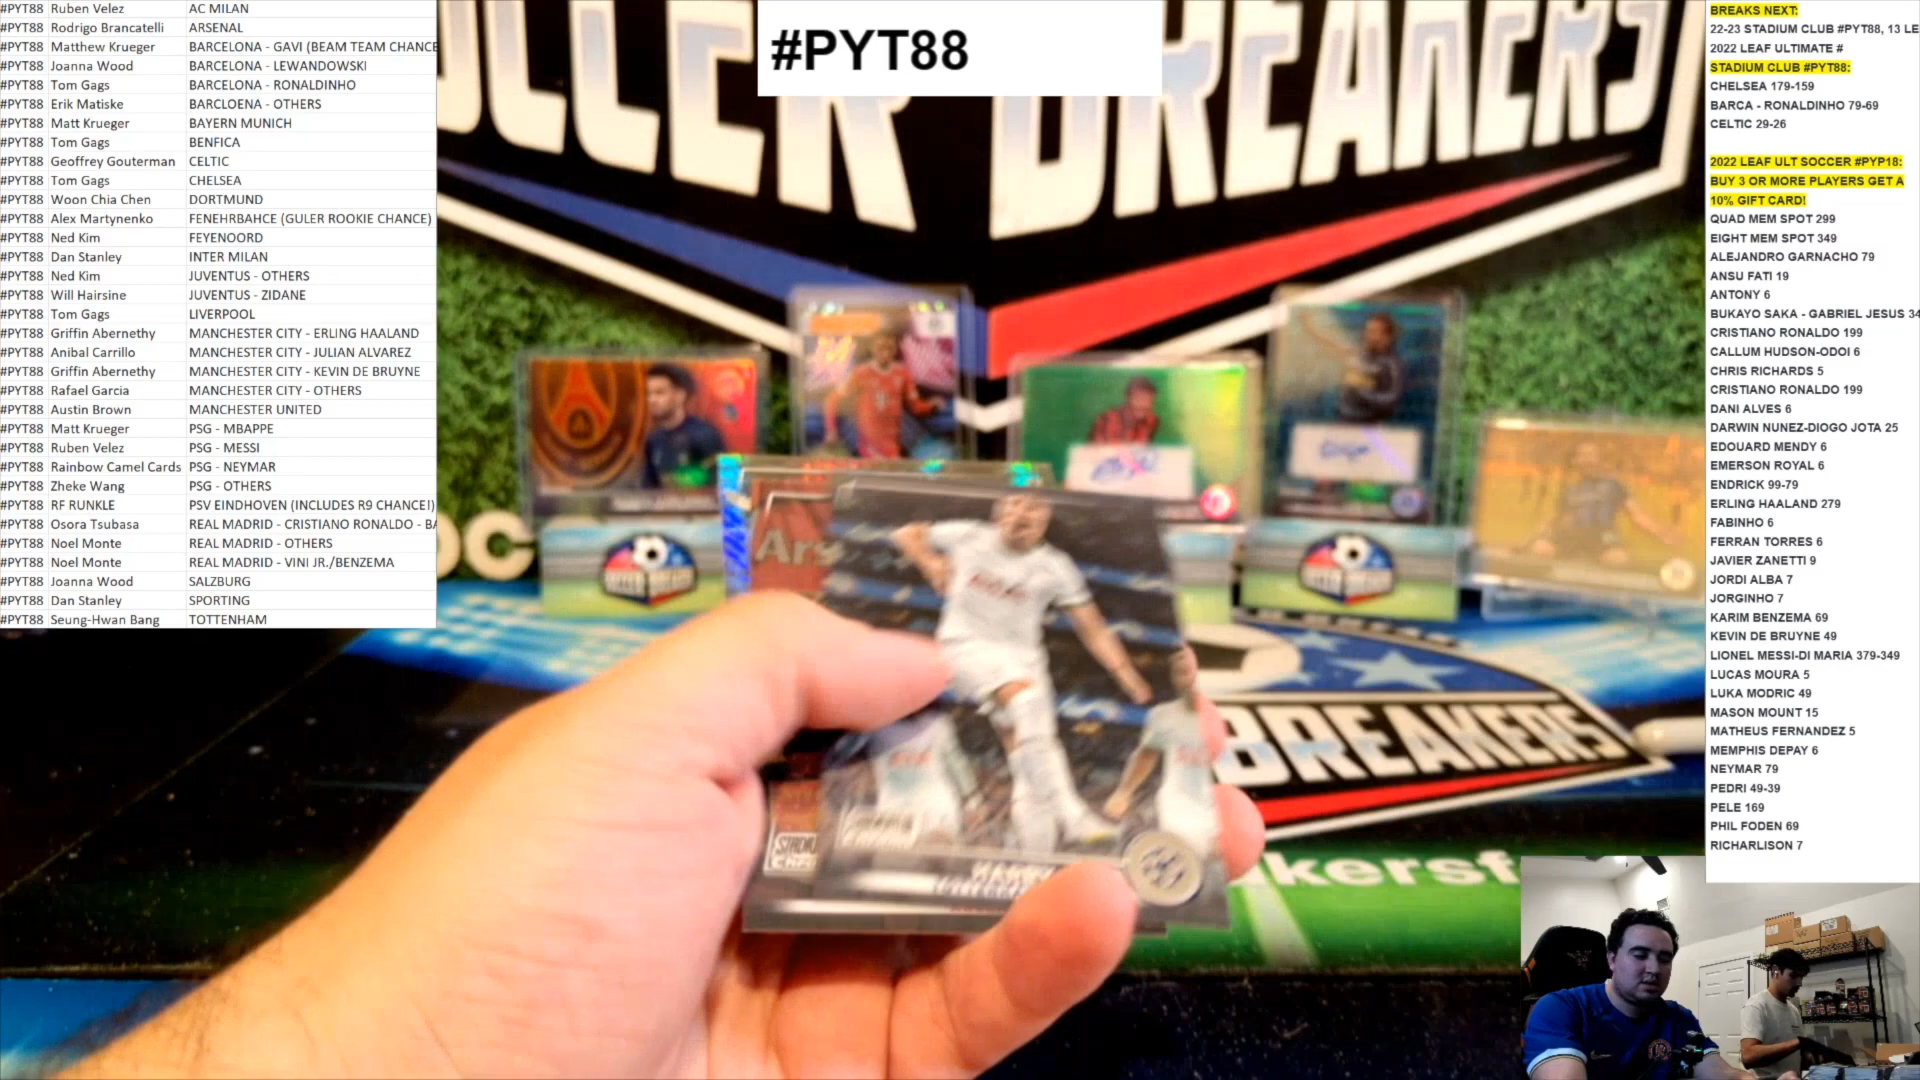 #PYT88 Ruben Velez AC MILAN
#PYT88 Rodrigo Brancatelli ARSENAL
#PYT88 Matthew Krueger BARCELONA - GAVI (BEAM TEAM CHANCE
#PYT88 Joanna Wood BARCELONA - LEWANDOWSKI
#PYT88 Tom Gags BARCELONA - RONALDINHO
#PYT88 Erik Matiske BARCLOENA - OTHERS
#PYT88 Matt Krueger BAYERN MUNICH
#PYT88 Tom Gags BENFICA
#PYT88 Geoffrey Gouterman CELTIC
#PYT88 Tom Gags CHELSEA
#PYT88 Woon Chia Chen DORTMUND
#PYT88 Alex Martynenko FENEHRBAHCE (GULER ROOKIE CHANCE)
#PYT88 Ned Kim FEYENOORD
#PYT88 Dan Stanley INTER MILAN
#PYT88 Ned Kim JUVENTUS - OTHERS
#PYT88 Will Hairsine JUVENTUS - ZIDANE
#PYT88 Tom Gags LIVERPOOL
#PYT88 Griffin Abernethy MANCHESTER CITY - ERLING HAALAND
#PYT88 Anibal Carrillo MANCHESTER CITY - JULIAN ALVAREZ
#PYT88 Griffin Abernethy MANCHESTER CITY - KEVIN DE BRUYNE
#PYT88 Rafael Garcia MANCHESTER CITY - OTHERS
#PYT88 Austin Brown MANCHESTER UNITED
#PYT88 Matt Krueger PSG - MBAPPE
#PYT88 Ruben Velez PSG - MESSI
#PYT88 Rainbow Camel Cards PSG - NEYMAR
#PYT88 Zheke Wang PSG - OTHERS
#PYT88 RF RUNKLE PSV EINDHOVEN (INCLUDES R9 CHANCE!)
#PYT88 Osora Tsubasa REAL MADRID - CRISTIANO RONALDO - BA
#PYT88 Noel Monte REAL MADRID - OTHERS
#PYT88 Noel Monte REAL MADRID - VINI JR./BENZEMA
#PYT88 Joanna Wood SALZBURG
#PYT88 Dan Stanley SPORTING
#PYT88 Seung-Hwan Bang TOTTENHAM
#PYT88
CCER BREAKERS
BREAKERS
kersf
BREAKS NEXT:
22-23 STADIUM CLUB #PYT88, 13 LE
2022 LEAF ULTIMATE #
STADIUM CLUB #PYT88:
CHELSEA 179-159
BARCA - RONALDINHO 79-69
CELTIC 29-26
2022 LEAF ULT SOCCER #PYP18:
BUY 3 OR MORE PLAYERS GET A
10% GIFT CARD!
QUAD MEM SPOT 299
EIGHT MEM SPOT 349
ALEJANDRO GARNACHO 79
ANSU FATI 19
ANTONY 6
BUKAYO SAKA - GABRIEL JESUS 34
CRISTIANO RONALDO 199
CALLUM HUDSON-ODOI 6
CHRIS RICHARDS 5
CRISTIANO RONALDO 199
DANI ALVES 6
DARWIN NUNEZ-DIOGO JOTA 25
EDOUARD MENDY 6
EMERSON ROYAL 6
ENDRICK 99-79
ERLING HAALAND 279
FABINHO 6
FERRAN TORRES 6
JAVIER ZANETTI 9
JORDI ALBA 7
JORGINHO 7
KARIM BENZEMA 69
KEVIN DE BRUYNE 49
LIONEL MESSI-DI MARIA 379-349
LUCAS MOURA 5
LUKA MODRIC 49
MASON MOUNT 15
MATHEUS FERNANDEZ 5
MEMPHIS DEPAY 6
NEYMAR 79
PEDRI 49-39
PELE 169
PHIL FODEN 69
RICHARLISON 7